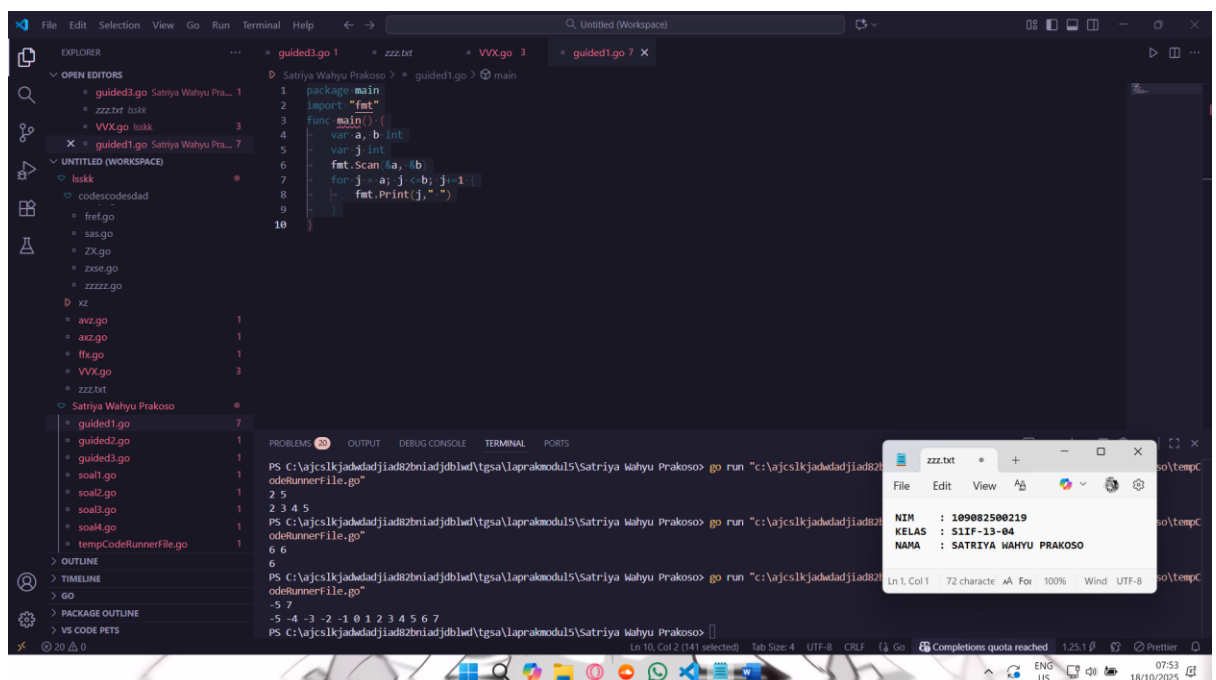 File Edit Selection View Go Run Terminal Help
Untitled (Workspace)
EXPLORER
OPEN EDITORS
guided3.go Satriya Wahyu Pra... 1
zzz.txt lsskk
VVX.go lsskk 3
guided1.go Satriya Wahyu Pra... 7
UNTITLED (WORKSPACE)
lsskk
codescodesdad
fref.go
sas.go
ZX.go
zxse.go
zzzzz.go
xz
avz.go 1
axz.go 1
ffx.go 1
VVX.go 3
zzz.txt
Satriya Wahyu Prakoso
guided1.go 7
guided2.go 1
guided3.go 1
soal1.go 1
soal2.go 1
soal3.go 1
soal4.go 1
tempCodeRunnerFile.go 1
OUTLINE
TIMELINE
GO
PACKAGE OUTLINE
VS CODE PETS
guided3.go 1 zzz.txt VVX.go 3 guided1.go 7
Satriya Wahyu Prakoso > guided1.go > main
1 package main
2 import "fmt"
3 func main() {
4 var a, b int
5 var j int
6 fmt.Scan(&a, &b)
7 for j = a; j <=b; j+=1 {
8 fmt.Print(j," ")
9 }
10 }
PROBLEMS 20 OUTPUT DEBUG CONSOLE TERMINAL PORTS
PS C:\ajcslkjadwdadjiad82bniadjdblwd\tgsa\laprakmodul5\Satriya Wahyu Prakoso> go run "c:\ajcslkjadwdadjiad82 so\tempC
odeRunnerFile.go"
2 5
2 3 4 5
PS C:\ajcslkjadwdadjiad82bniadjdblwd\tgsa\laprakmodul5\Satriya Wahyu Prakoso> go run "c:\ajcslkjadwdadjiad82 so\tempC
odeRunnerFile.go"
6 6
6
PS C:\ajcslkjadwdadjiad82bniadjdblwd\tgsa\laprakmodul5\Satriya Wahyu Prakoso> go run "c:\ajcslkjadwdadjiad82 so\tempC
odeRunnerFile.go"
-5 7
-5 -4 -3 -2 -1 0 1 2 3 4 5 6 7
PS C:\ajcslkjadwdadjiad82bniadjdblwd\tgsa\laprakmodul5\Satriya Wahyu Prakoso>
zzz.txt
File Edit View
NIM : 109082500219
KELAS : S1IF-13-04
NAMA : SATRIYA WAHYU PRAKOSO
Ln 1, Col 1 72 characte For 100% Wind UTF-8
20 0 Ln 10, Col 2 (141 selected) Tab Size: 4 UTF-8 CRLF Go Completions quota reached 1.25.1 Prettier
ENG
US
07:53
18/10/2025